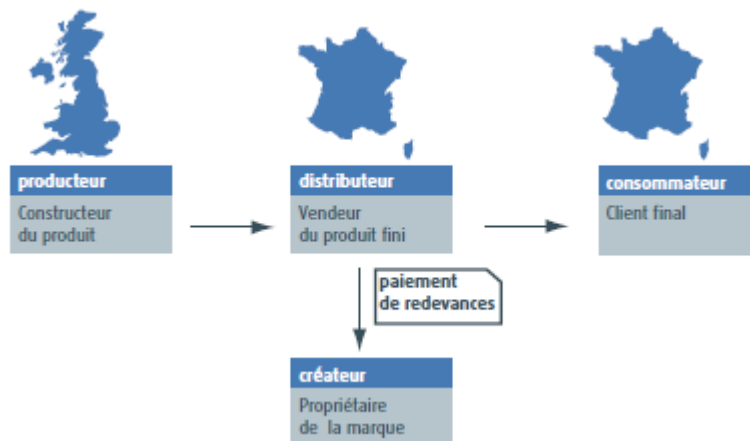 producteur
Constructeur
du produit
distributeur
Vendeur
du produit fini
consommateur
Client final
paiement
de redevances
créateur
Propriétaire
de la marque